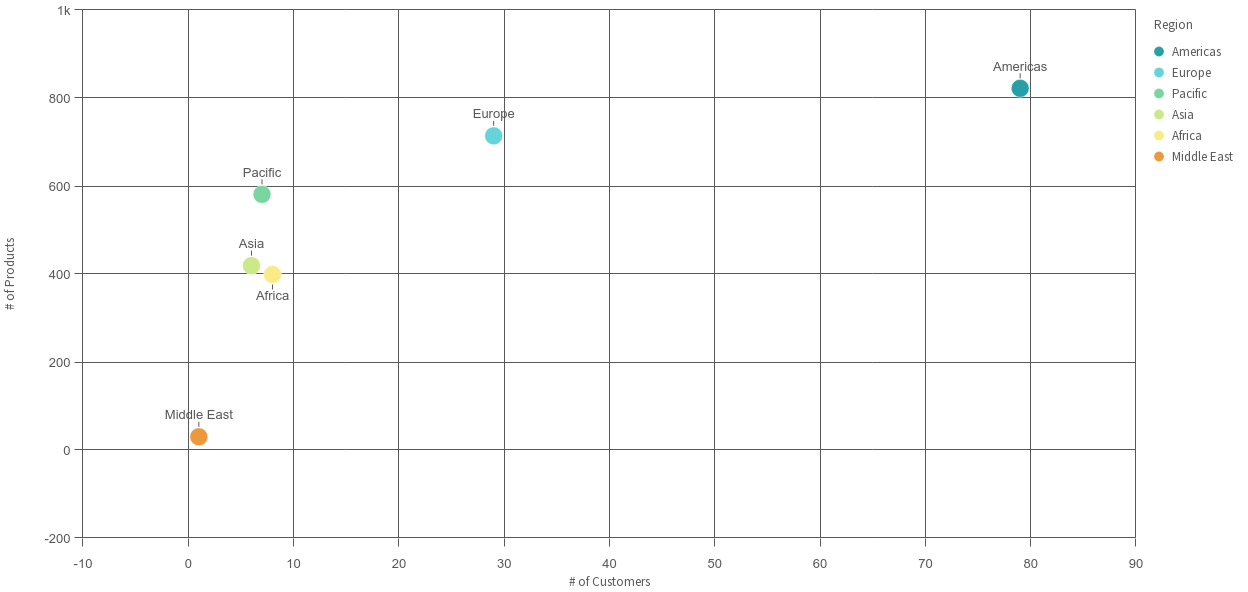 1k
800
600
400
200
0
-200
# of Products
-10 0 10 20 30 40 50 60 70 80 90
# of Customers
Americas
Europe
Pacific
Asia
Africa
Middle East
Region
Americas
Europe
Pacific
Asia
Africa
Middle East